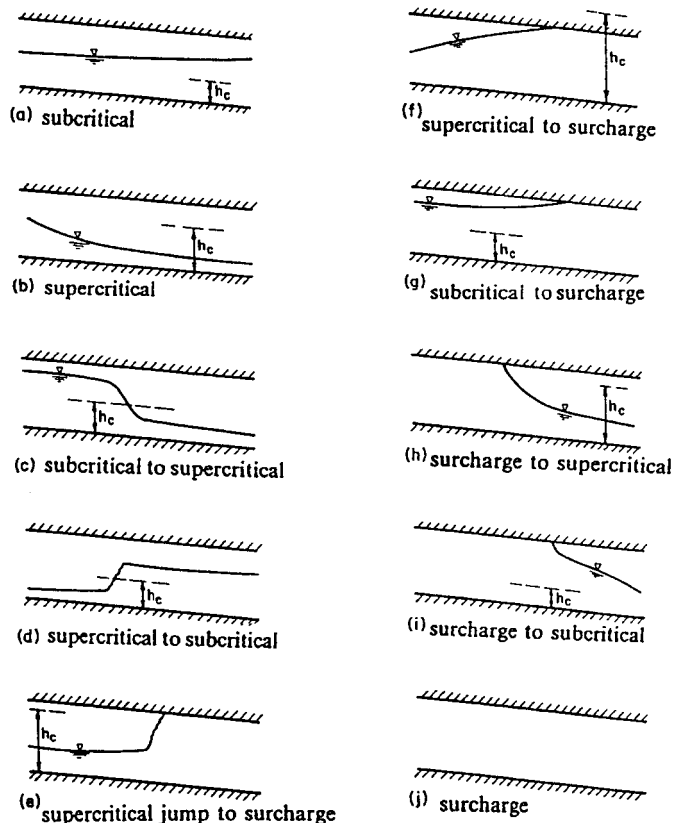 h_c
(a) subcritical
h_c
(b) supercritical
h_c
(c) subcritical to supercritical
h_c
(d) supercritical to subcritical
h_c
(e) supercritical jump to surcharge
h_c
(f) supercritical to surcharge
h_c
(g) subcritical to surcharge
h_c
(h) surcharge to supercritical
h_c
(i) surcharge to subcritical
(j) surcharge